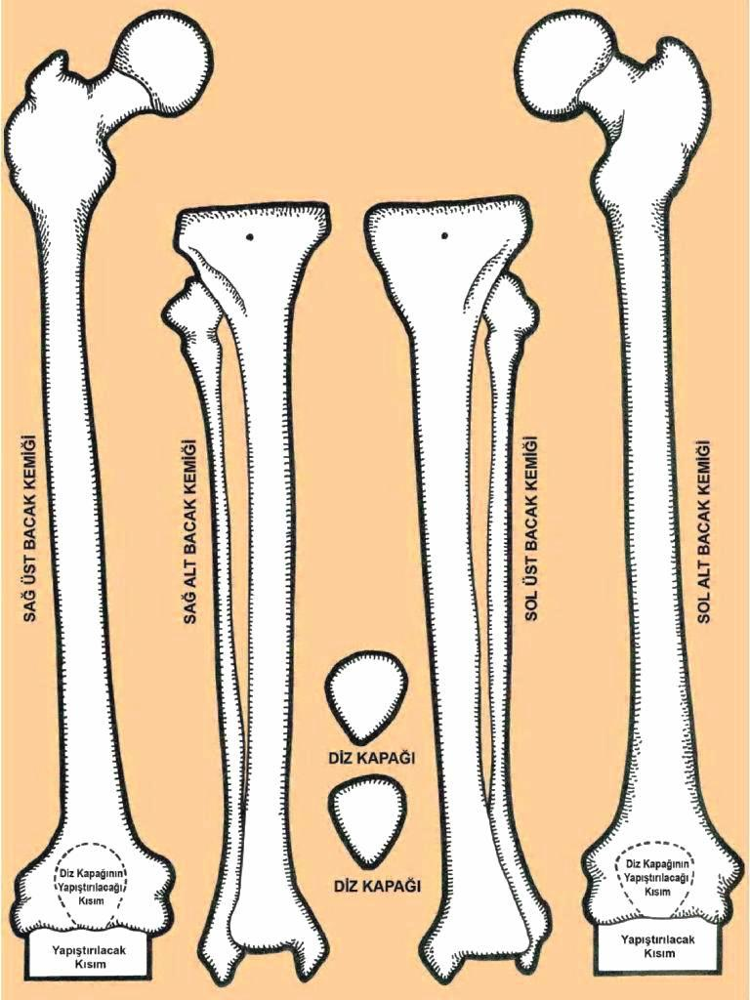 SAĞ ÜST BACAK KEMİĞİ
SAĞ ALT BACAK KEMİĞİ
SOL ÜST BACAK KEMİĞİ
SOL ALT BACAK KEMİĞİ
DİZ KAPAĞI
DİZ KAPAĞI
Diz Kapağının
Yapıştırılacağı
Kısım
Yapıştırılacak
Kısım
Diz Kapağının
Yapıştırılacağı
Kısım
Yapıştırılacak
Kısım